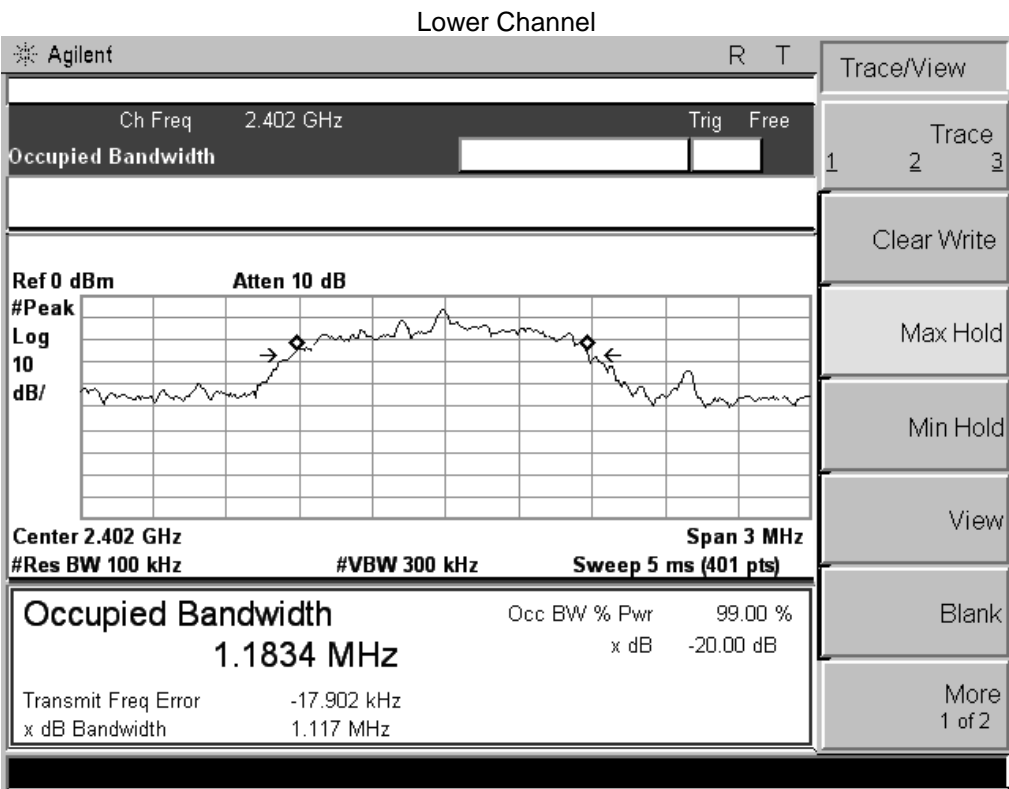 Lower Channel
Agilent R T
Trace/View
Ch Freq 2.402 GHz Trig Free
Occupied Bandwidth
Trace
1 2 3
Clear Write
Ref 0 dBm Atten 10 dB
#Peak
Log
10
dB/
Max Hold
Min Hold
Center 2.402 GHz Span 3 MHz
#Res BW 100 kHz #VBW 300 kHz Sweep 5 ms (401 pts)
View
Occupied Bandwidth
1.1834 MHz
Occ BW % Pwr 99.00 %
x dB -20.00 dB
Transmit Freq Error -17.902 kHz
x dB Bandwidth 1.117 MHz
Blank
More
1 of 2